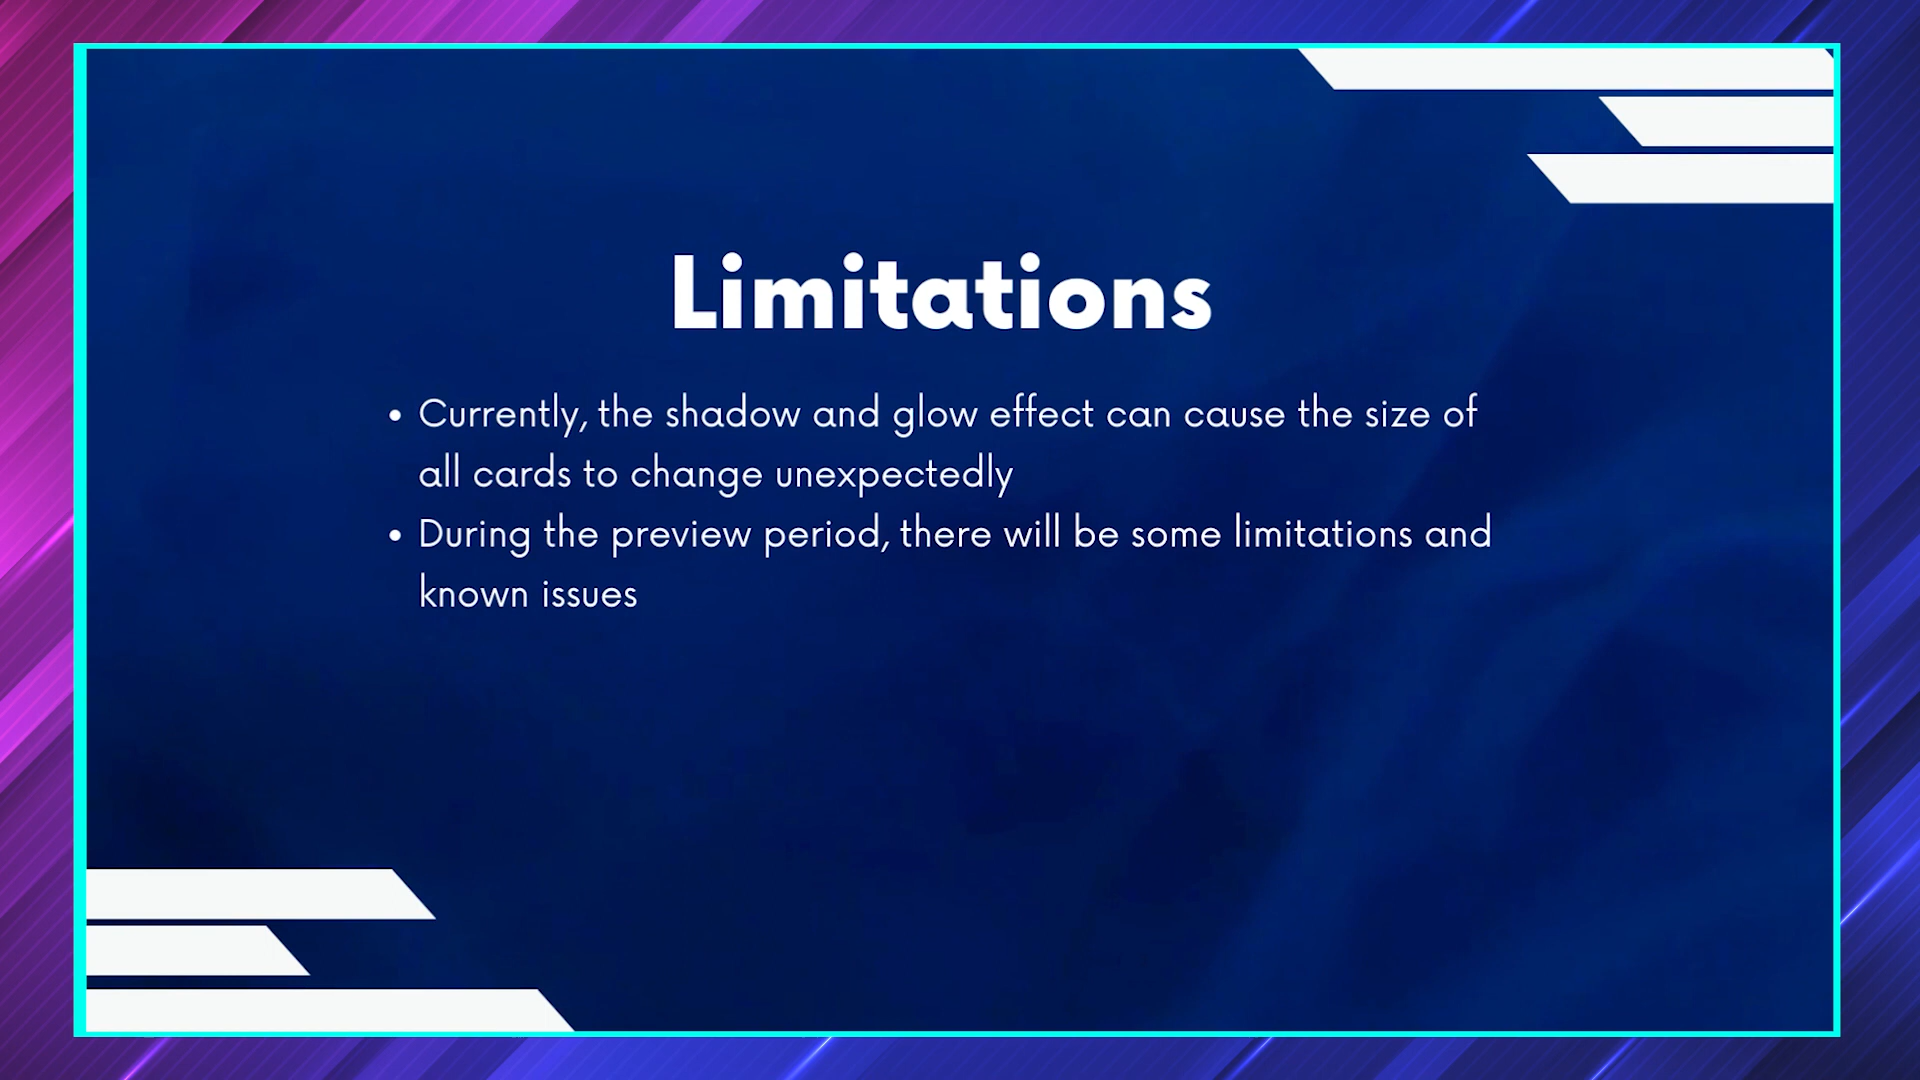 Limitations
• Currently, the shadow and glow effect can cause the size of
all cards to change unexpectedly
• During the preview period, there will be some limitations and
known issues